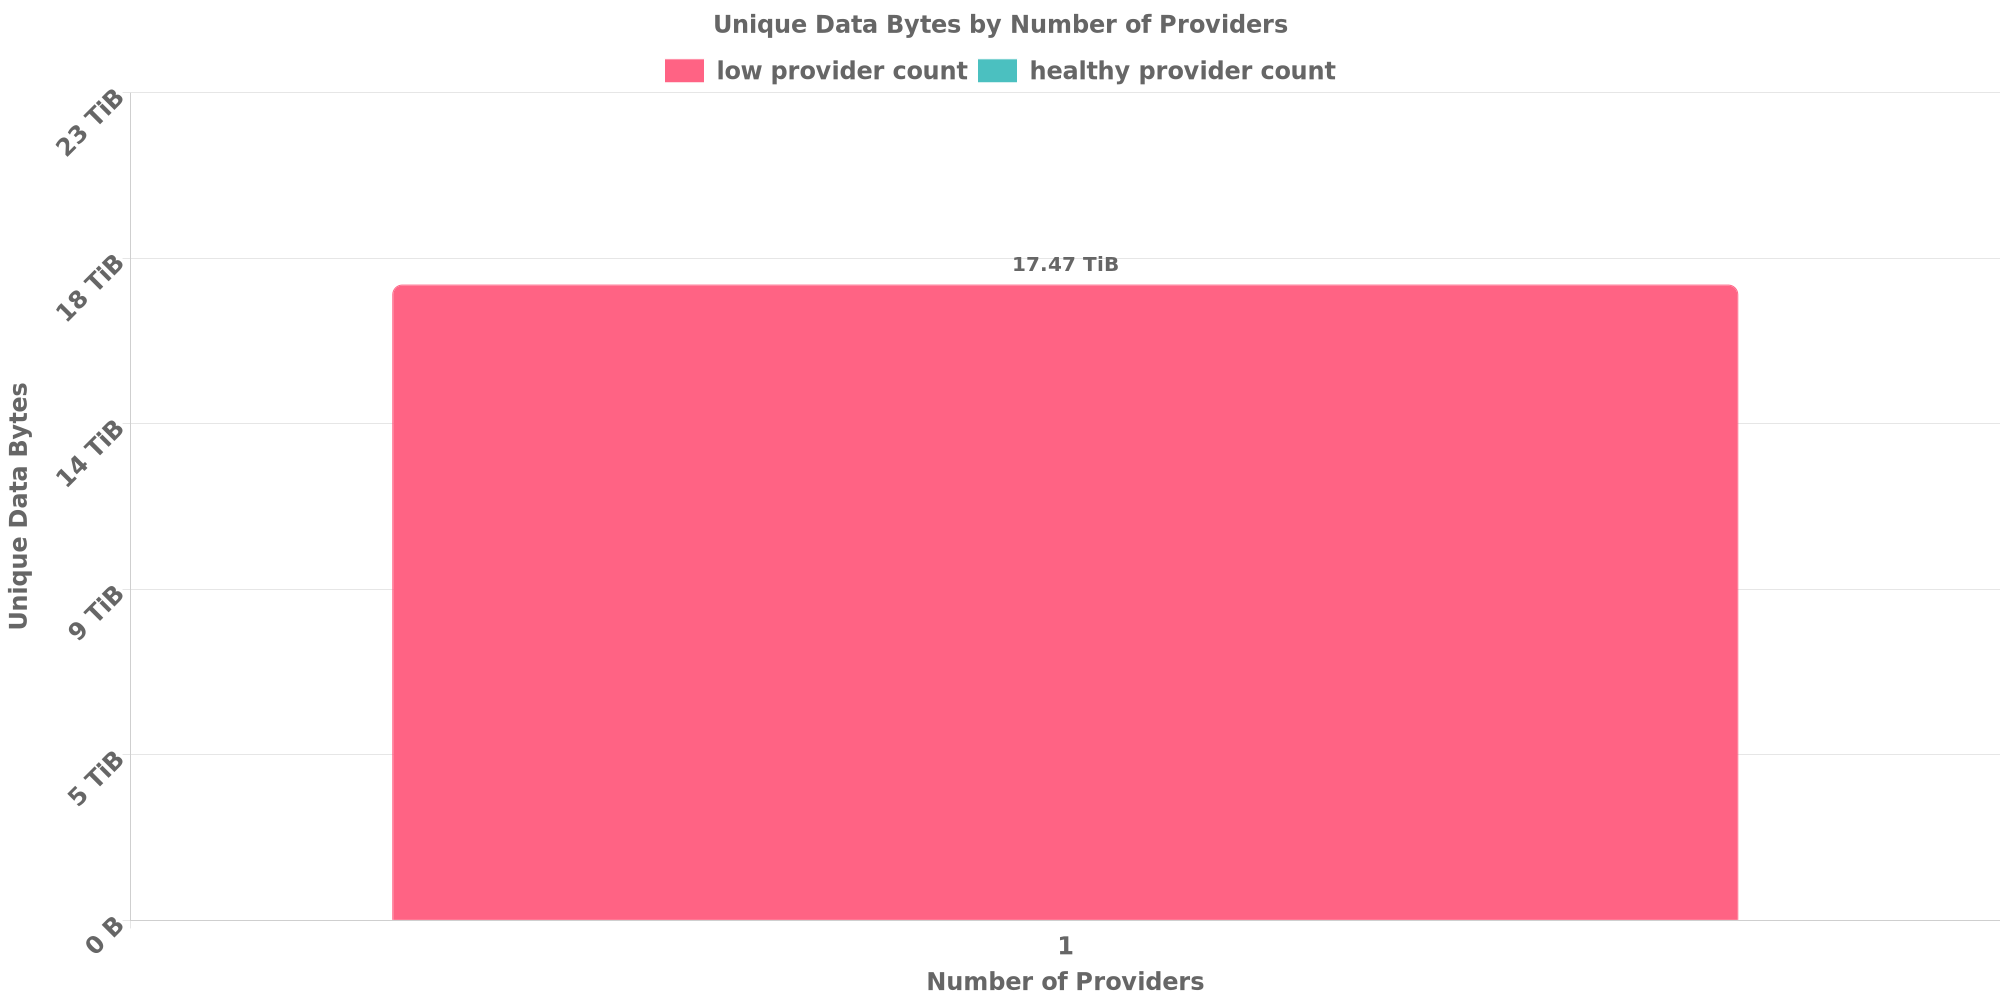 Unique Data Bytes by Number of Providers
low provider count
healthy provider count
23 TiB
18 TiB
14 TiB
9 TiB
5 TiB
0 B
Unique Data Bytes
17.47 TiB
1
Number of Providers